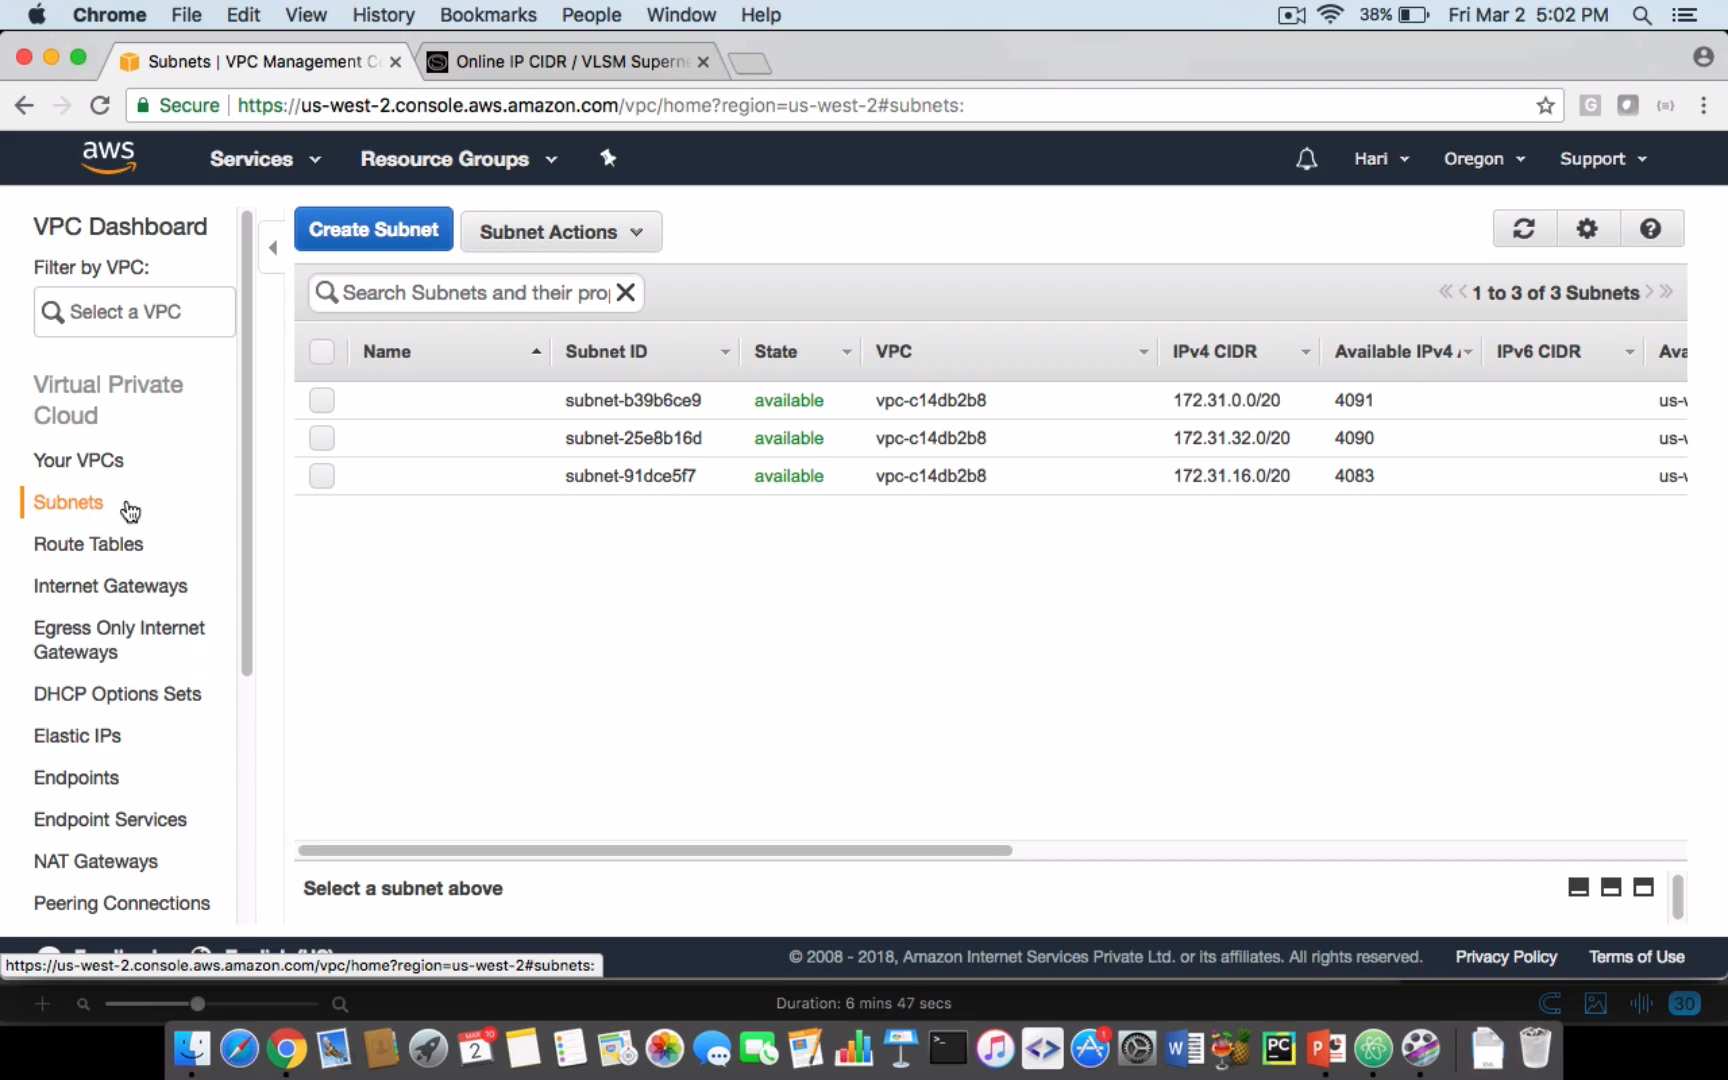 Chrome File Edit View History Bookmarks People Window Help 38% Fri Mar 2 5:02 PM
Subnets | VPC Management Co Online IP CIDR / VLSM Superne
Secure https://us-west-2.console.aws.amazon.com/vpc/home?region=us-west-2#subnets:
aws Services Resource Groups Hari Oregon Support
VPC Dashboard
Filter by VPC:
Select a VPC
Virtual Private
Cloud
Your VPCs
Subnets
Route Tables
Internet Gateways
Egress Only Internet
Gateways
DHCP Options Sets
Elastic IPs
Endpoints
Endpoint Services
NAT Gateways
Peering Connections
Create Subnet Subnet Actions
Search Subnets and their proj 1 to 3 of 3 Subnets
Name Subnet ID State VPC IPv4 CIDR Available IPv4 IPv6 CIDR Ava
subnet-b39b6ce9 available vpc-c14db2b8 172.31.0.0/20 4091 us-v
subnet-25e8b16d available vpc-c14db2b8 172.31.32.0/20 4090 us-v
subnet-91dce5f7 available vpc-c14db2b8 172.31.16.0/20 4083 us-v
Select a subnet above
© 2008 - 2018, Amazon Internet Services Private Ltd. or its affiliates. All rights reserved. Privacy Policy Terms of Use
https://us-west-2.console.aws.amazon.com/vpc/home?region=us-west-2#subnets:
Duration: 6 mins 47 secs 30